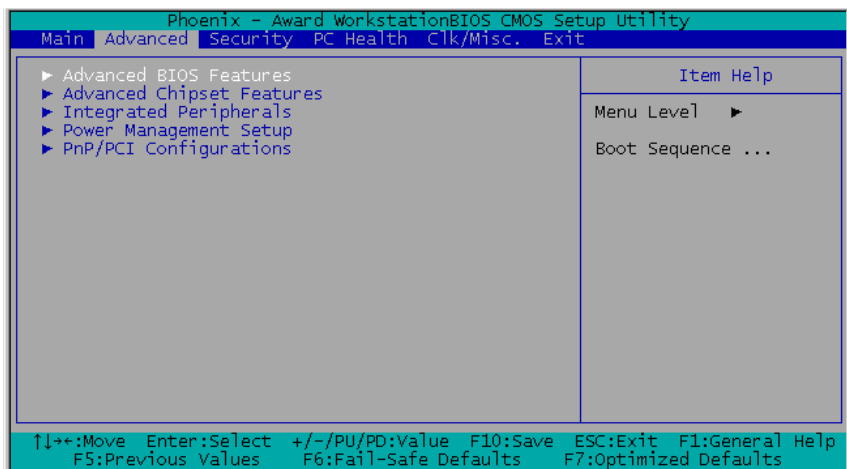 Phoenix - Award WorkstationBIOS CMOS Setup Utility
Main Advanced Security PC Health Clk/Misc. Exit
► Advanced BIOS Features
► Advanced Chipset Features
► Integrated Peripherals
► Power Management Setup
► PnP/PCI Configurations
Item Help
Menu Level ►
Boot Sequence ...
↑↓→←:Move Enter:Select +/-/PU/PD:Value F10:Save ESC:Exit F1:General Help
F5:Previous Values F6:Fail-Safe Defaults F7:Optimized Defaults